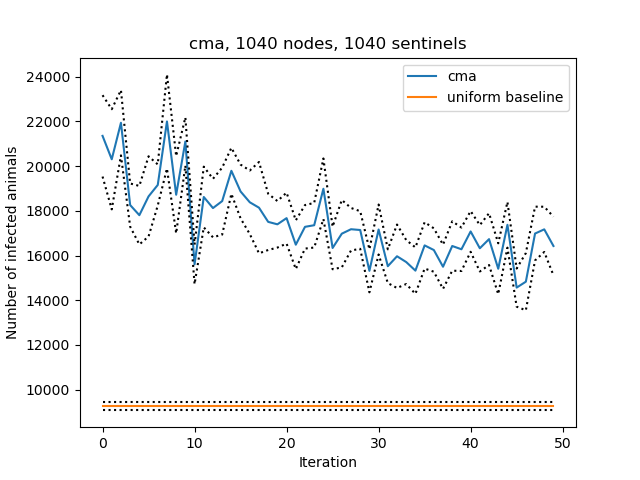 cma, 1040 nodes, 1040 sentinels
cma
uniform baseline
Number of infected animals
24000
22000
20000
18000
16000
14000
12000
10000
0 10 20 30 40 50
Iteration